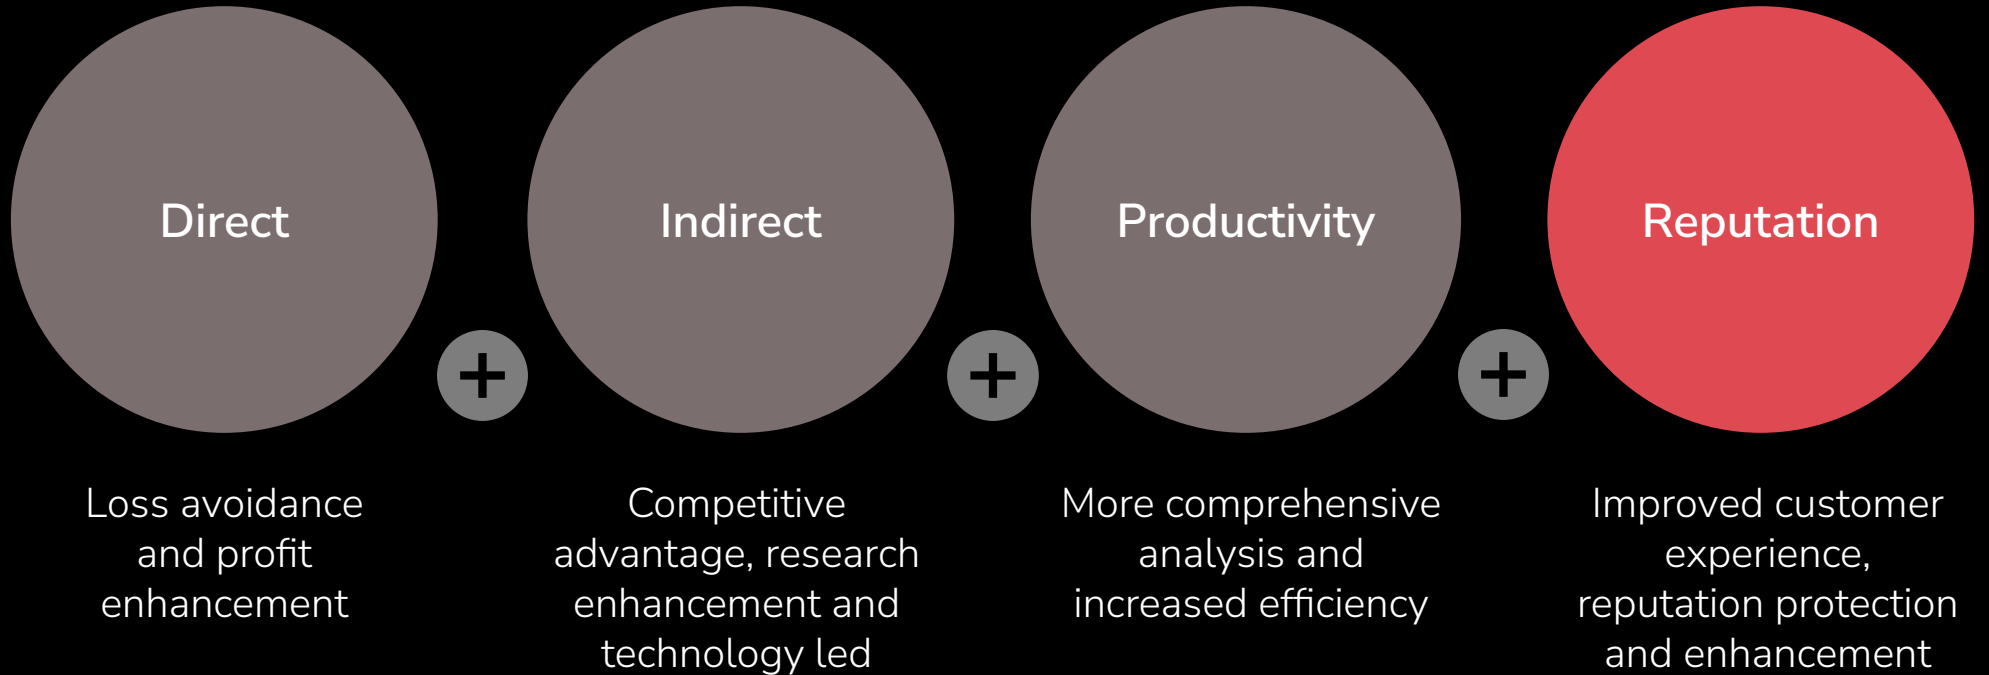 Direct
Indirect
Productivity
Reputation
+
+
+
Loss avoidance
and profit
enhancement
Competitive
advantage, research
enhancement and
technology led
More comprehensive
analysis and
increased efficiency
Improved customer
experience,
reputation protection
and enhancement